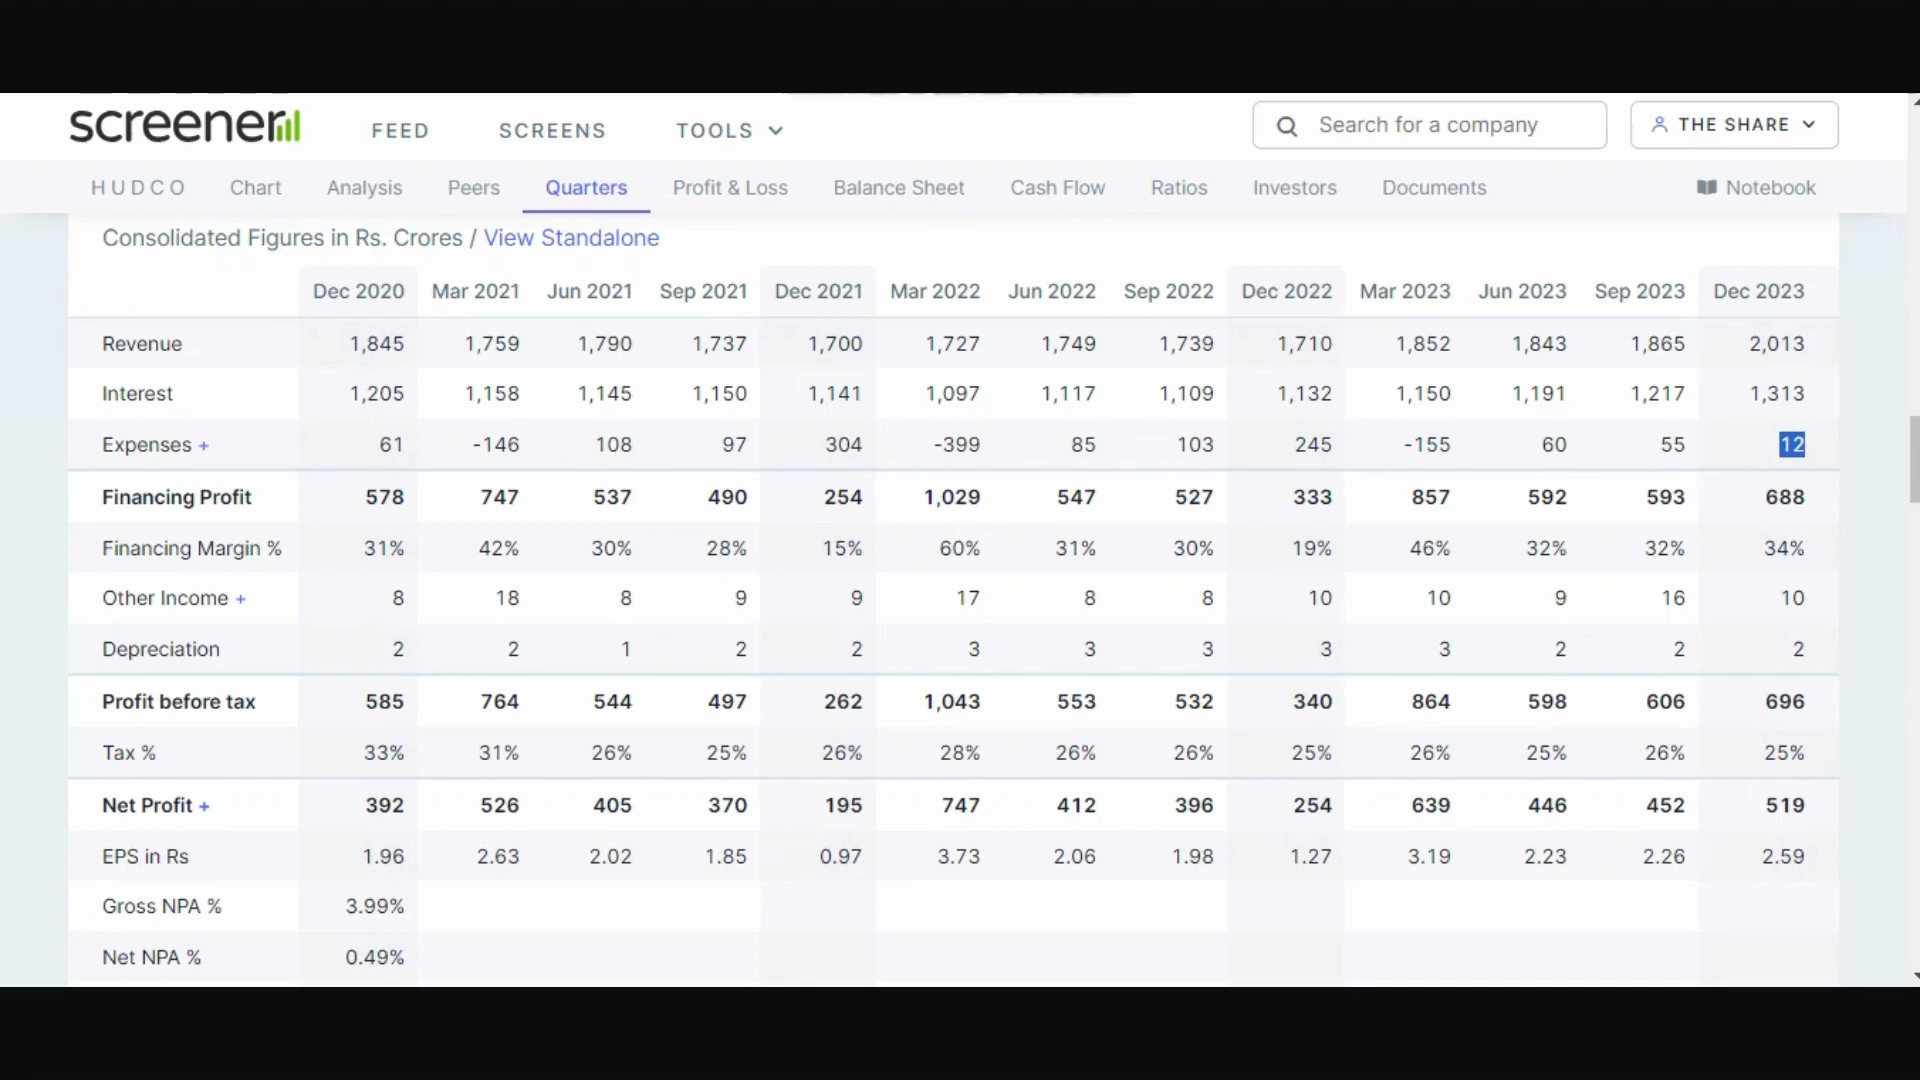 screener
FEED SCREENS TOOLS
Search for a company
THE SHARE
H U D C O Chart Analysis Peers Quarters Profit & Loss Balance Sheet Cash Flow Ratios Investors Documents Notebook
Consolidated Figures in Rs. Crores / View Standalone
Dec 2020 Mar 2021 Jun 2021 Sep 2021 Dec 2021 Mar 2022 Jun 2022 Sep 2022 Dec 2022 Mar 2023 Jun 2023 Sep 2023 Dec 2023
Revenue 1,845 1,759 1,790 1,737 1,700 1,727 1,749 1,739 1,710 1,852 1,843 1,865 2,013
Interest 1,205 1,158 1,145 1,150 1,141 1,097 1,117 1,109 1,132 1,150 1,191 1,217 1,313
Expenses + 61 -146 108 97 304 -399 85 103 245 -155 60 55 12
Financing Profit 578 747 537 490 254 1,029 547 527 333 857 592 593 688
Financing Margin % 31% 42% 30% 28% 15% 60% 31% 30% 19% 46% 32% 32% 34%
Other Income + 8 18 8 9 9 17 8 8 10 10 9 16 10
Depreciation 2 2 1 2 2 3 3 3 3 3 2 2 2
Profit before tax 585 764 544 497 262 1,043 553 532 340 864 598 606 696
Tax % 33% 31% 26% 25% 26% 28% 26% 26% 25% 26% 25% 26% 25%
Net Profit + 392 526 405 370 195 747 412 396 254 639 446 452 519
EPS in Rs 1.96 2.63 2.02 1.85 0.97 3.73 2.06 1.98 1.27 3.19 2.23 2.26 2.59
Gross NPA % 3.99%
Net NPA % 0.49%